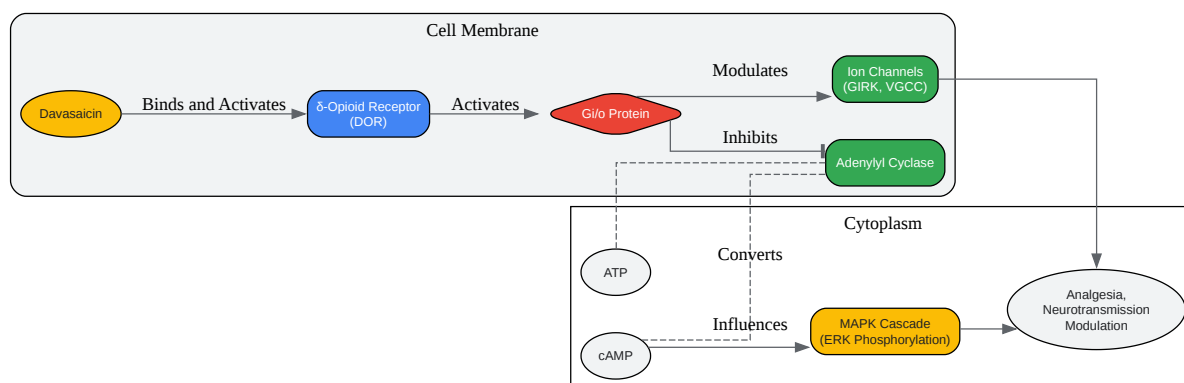 Cell Membrane
Davasaicin
Binds and Activates
δ-Opioid Receptor
(DOR)
Activates
Gi/o Protein
Modulates
Ion Channels
(GIRK, VGCC)
Inhibits
Adenylyl Cyclase
Cytoplasm
ATP
Converts
cAMP
Influences
MAPK Cascade
(ERK Phosphorylation)
Analgesia,
Neurotransmission
Modulation